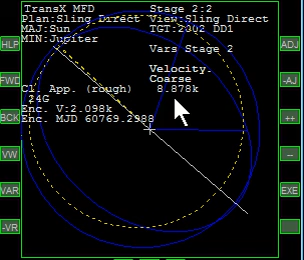 TransX MFD Stage 2:2
Plan:Sling Direct View:Sling Direct
MAJ:Sun TGT:2002 DD1
MIN:Jupiter
Vars Stage 2
Velocity.
Coarse
Cl. App. (rough) 8.878k
24G
Enc. V:2.098k
Enc. MJD 60769.2988
HLP
FWD
BCK
VW
VAR
-VR
ADJ
-AJ
++
--
EXE